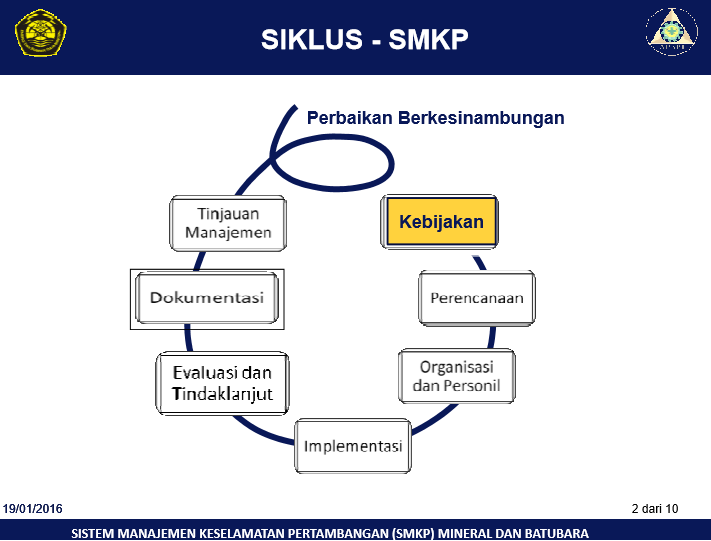 SIKLUS - SMKP
Perbaikan Berkesinambungan
Kebijakan
Perencanaan
Organisasi
dan Personil
Implementasi
Evaluasi dan
Tindaklanjut
Dokumentasi
Tinjauan
Manajemen
19/01/2016
2 dari 10
SISTEM MANAJEMEN KESELAMATAN PERTAMBANGAN (SMKP) MINERAL DAN BATUBARA